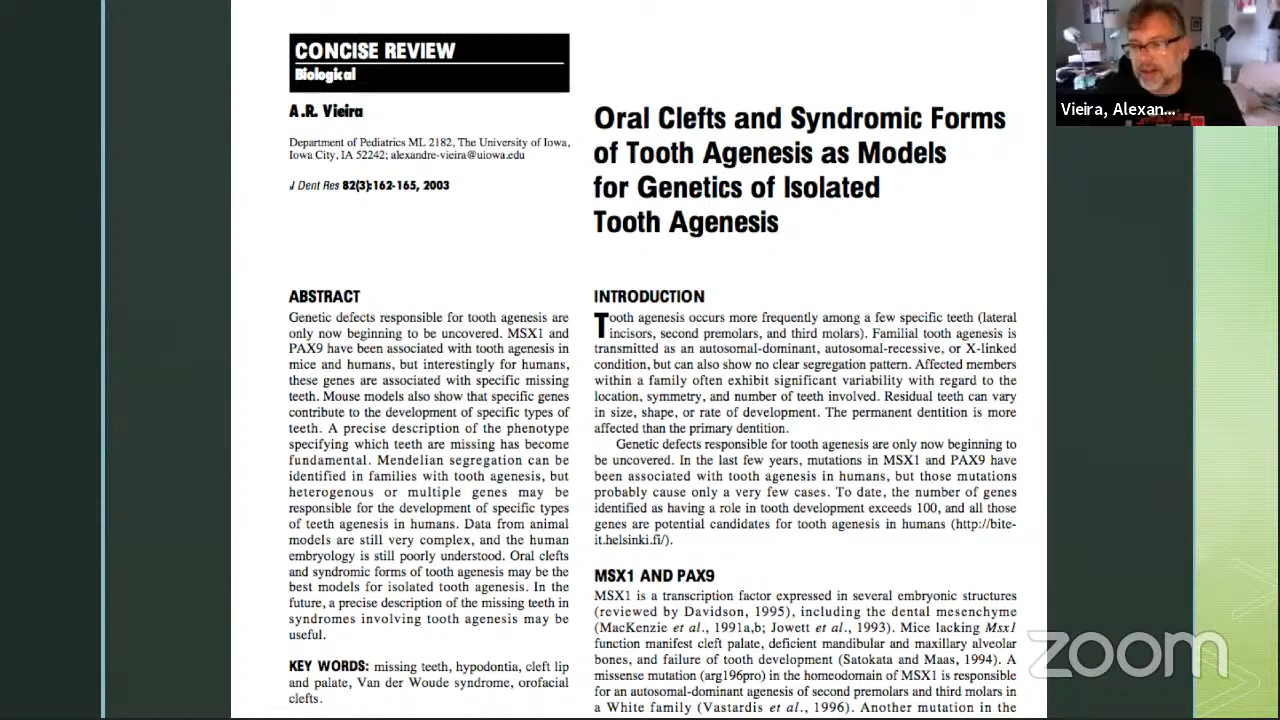 CONCISE REVIEW
Biological
A.R. Vieira
Department of Pediatrics ML 2182, The University of Iowa,
Iowa City, IA 52242; alexandre-vieira@uiowa.edu
J Dent Res 82(3):162-165, 2003
Oral Clefts and Syndromic Forms
of Tooth Agenesis as Models
for Genetics of Isolated
Tooth Agenesis
ABSTRACT
Genetic defects responsible for tooth agenesis are
only now beginning to be uncovered. MSX1 and
PAX9 have been associated with tooth agenesis in
mice and humans, but interestingly for humans,
these genes are associated with specific missing
teeth. Mouse models also show that specific genes
contribute to the development of specific types of
teeth. A precise description of the phenotype
specifying which teeth are missing has become
fundamental. Mendelian segregation can be
identified in families with tooth agenesis, but
heterogenous or multiple genes may be
responsible for the development of specific types
of teeth agenesis in humans. Data from animal
models are still very complex, and the human
embryology is still poorly understood. Oral clefts
and syndromic forms of tooth agenesis may be the
best models for isolated tooth agenesis. In the
future, a precise description of the missing teeth in
syndromes involving tooth agenesis may be
useful.
KEY WORDS: missing teeth, hypodontia, cleft lip
and palate, Van der Woude syndrome, orofacial
clefts.
INTRODUCTION
Tooth agenesis occurs more frequently among a few specific teeth (lateral
incisors, second premolars, and third molars). Familial tooth agenesis is
transmitted as an autosomal-dominant, autosomal-recessive, or X-linked
condition, but can also show no clear segregation pattern. Affected members
within a family often exhibit significant variability with regard to the
location, symmetry, and number of teeth involved. Residual teeth can vary
in size, shape, or rate of development. The permanent dentition is more
affected than the primary dentition.
Genetic defects responsible for tooth agenesis are only now beginning to
be uncovered. In the last few years, mutations in MSX1 and PAX9 have
been associated with tooth agenesis in humans, but those mutations
probably cause only a very few cases. To date, the number of genes
identified as having a role in tooth development exceeds 100, and all those
genes are potential candidates for tooth agenesis in humans (http://bite-
it.helsinki.fi/).
MSX1 AND PAX9
MSX1 is a transcription factor expressed in several embryonic structures
(reviewed by Davidson, 1995), including the dental mesenchyme
(MacKenzie et al., 1991a,b; Jowett et al., 1993). Mice lacking Msx1
function manifest cleft palate, deficient mandibular and maxillary alveolar
bones, and failure of tooth development (Satokata and Maas, 1994). A
missense mutation (arg196pro) in the homeodomain of MSX1 is responsible
for an autosomal-dominant agenesis of second premolars and third molars in
a White family (Vastardis et al., 1996). Another mutation in the
Vieira, Alexan...
zoom